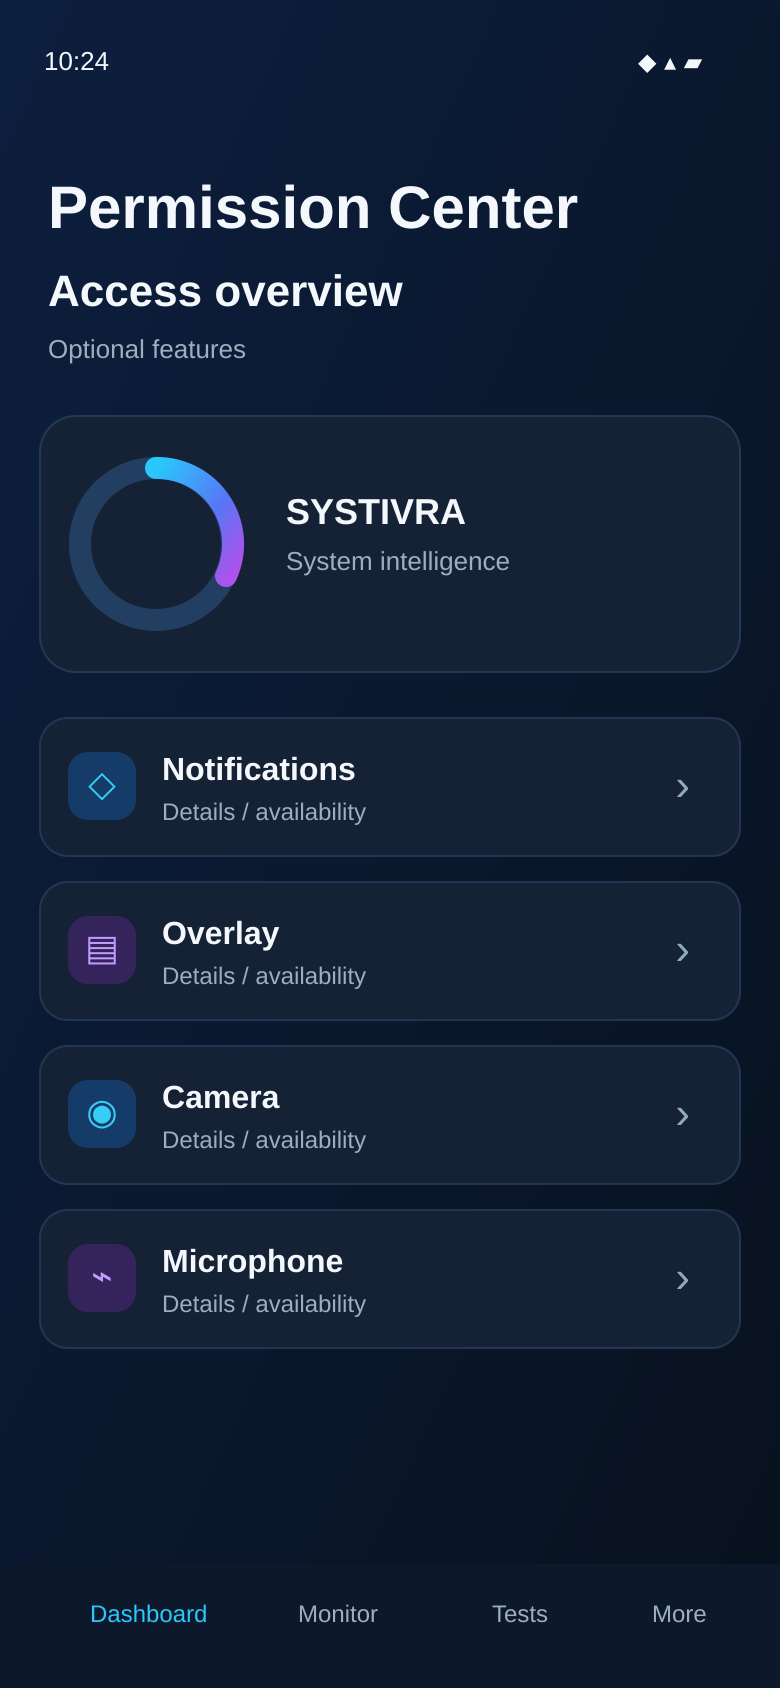 10:24
Permission Center
Access overview
Optional features
SYSTIVRA
System intelligence
Notifications
Details / availability
Overlay
Details / availability
Camera
Details / availability
Microphone
Details / availability
Dashboard Monitor Tests More